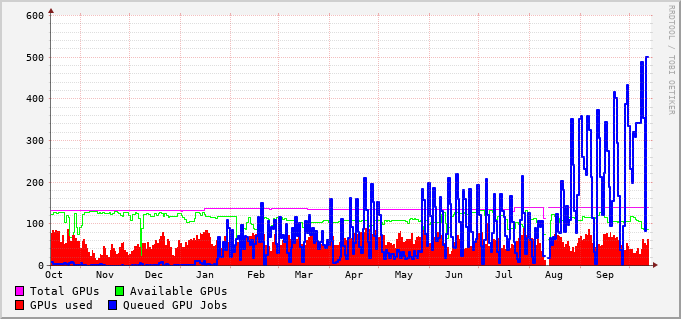 600
500
400
300
200
100
0
Oct Nov Dec Jan Feb Mar Apr May Jun Jul Aug Sep
Total GPUs Available GPUs
GPUs used Queued GPU Jobs
RRDTOOL / TOBI OETIKER